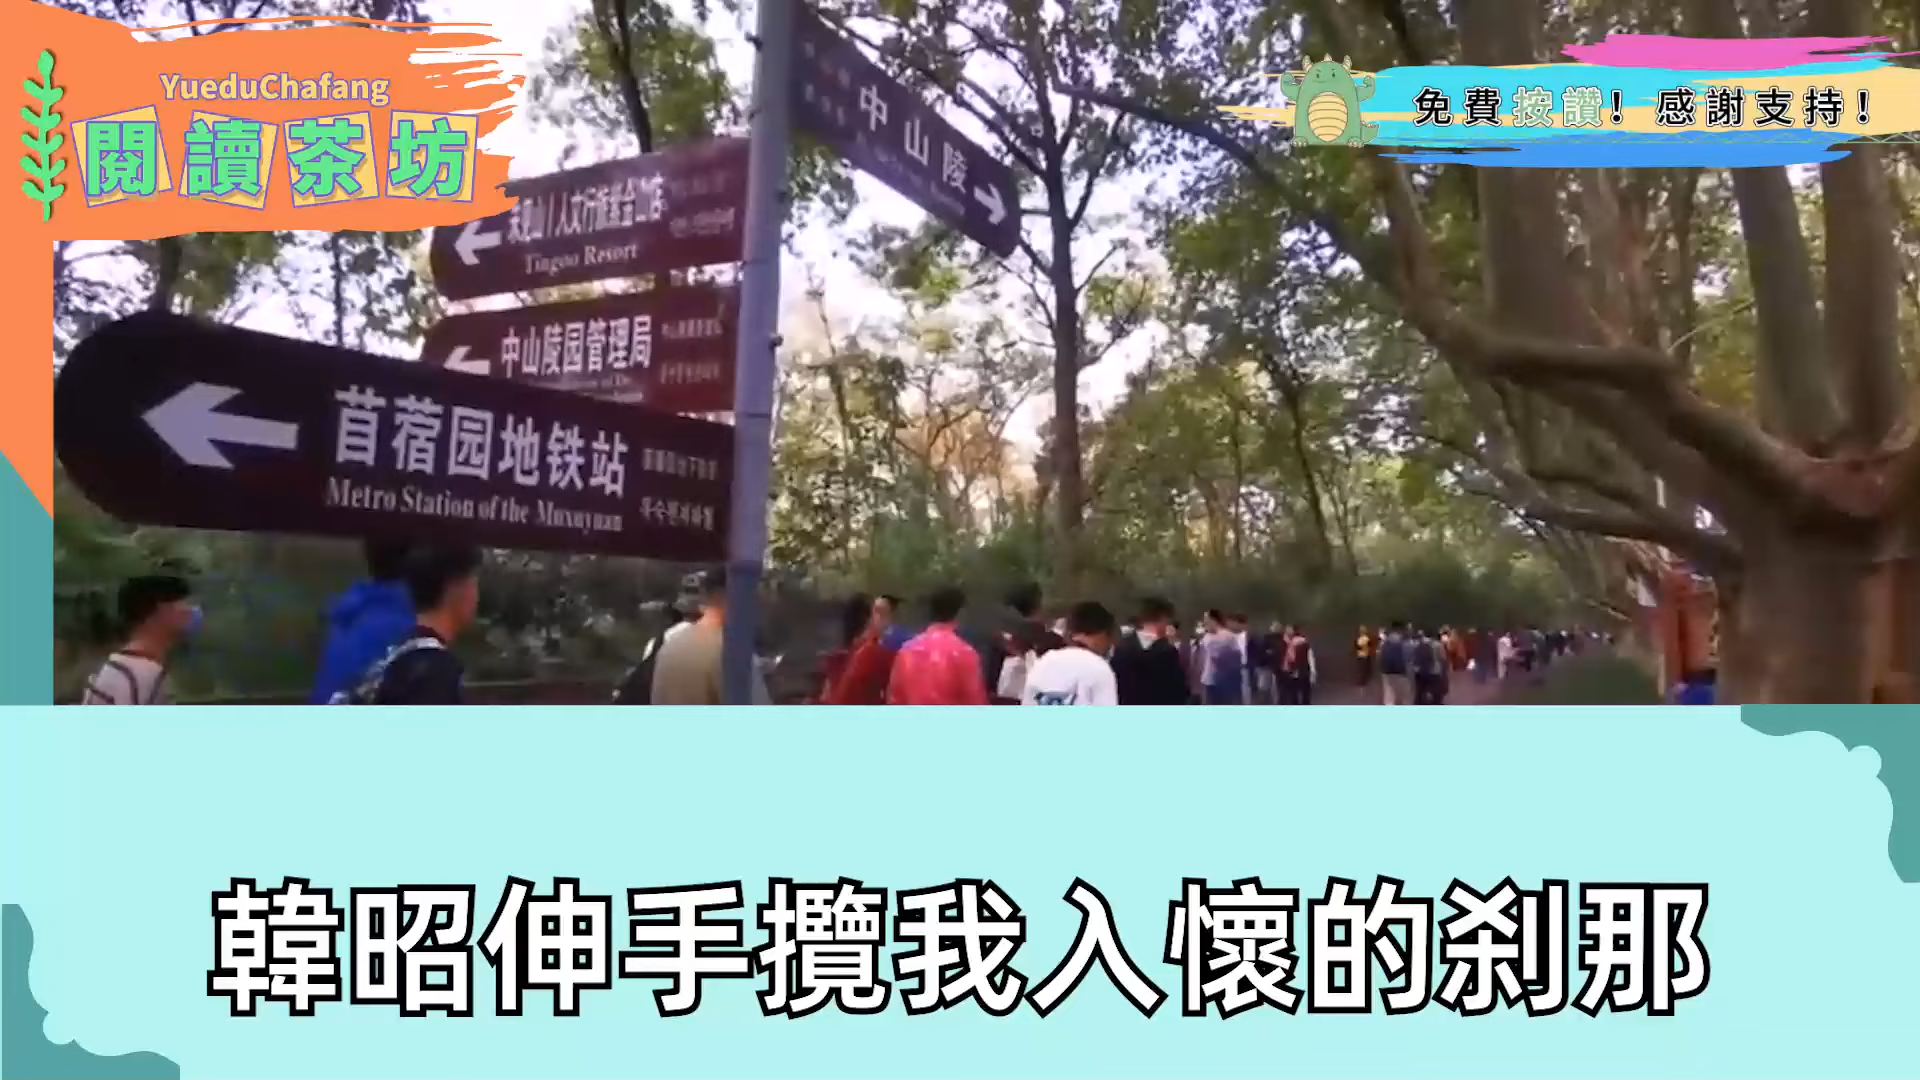 YueduChafang
閱讀茶坊
免費按讚！感謝支持！
中山陵
Tingoo Resort
中山陵园管理局
苜蓿园地铁站
Metro Station of the Muxuyuan
韓昭伸手攬我入懷的刹那